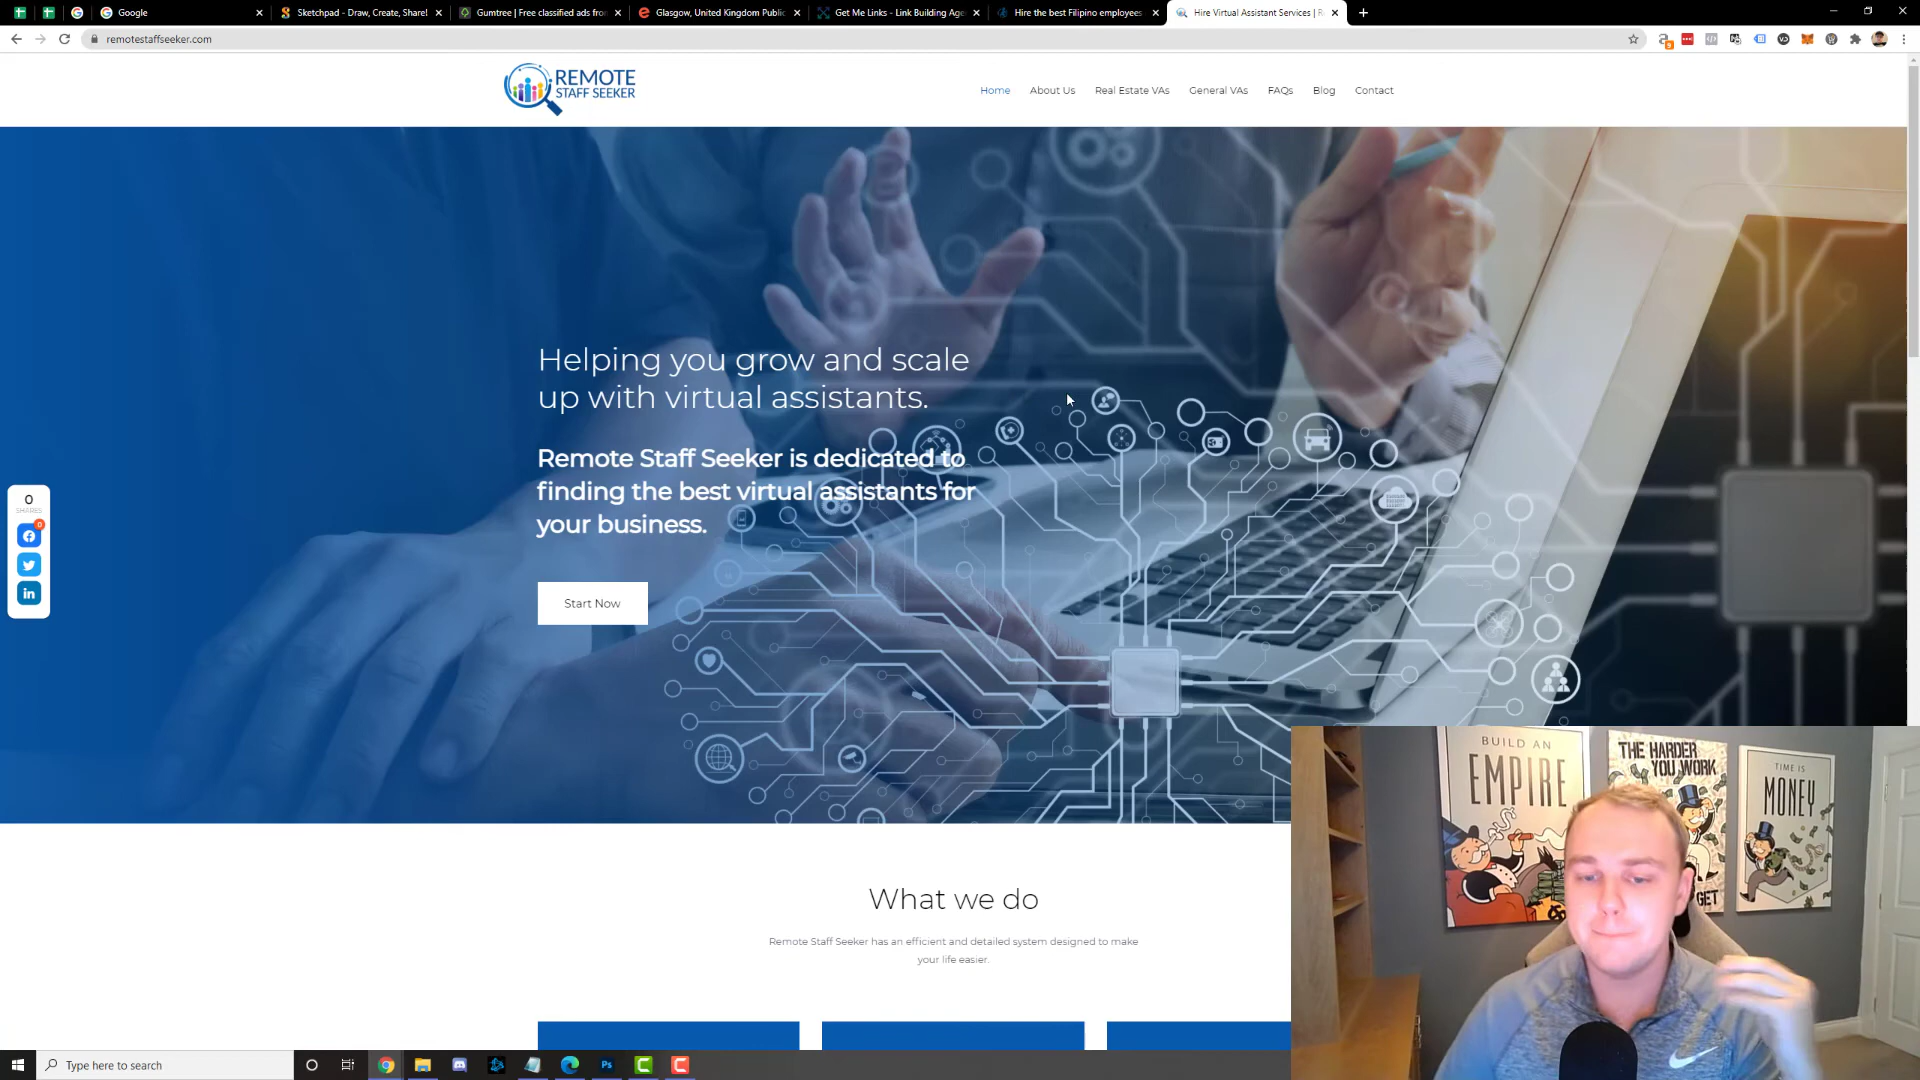 Google
Sketchpad - Draw, Create, Share!
Gumtree | Free classified ads from
Glasgow, United Kingdom Public
Get Me Links - Link Building Age
Hire the best Filipino employees
Hire Virtual Assistant Services | R
remotestaffseeker.com
REMOTE
STAFF SEEKER
Home
About Us
Real Estate VAs
General VAs
FAQs
Blog
Contact
Helping you grow and scale
up with virtual assistants.
Remote Staff Seeker is dedicated to
finding the best virtual assistants for
your business.
0
SHARES
0
Start Now
What we do
Remote Staff Seeker has an efficient and detailed system designed to make
your life easier.
BUILD AN
EMPIRE
THE HARDER
YOU WORK
GET
TIME IS
MONEY
Type here to search
Ps